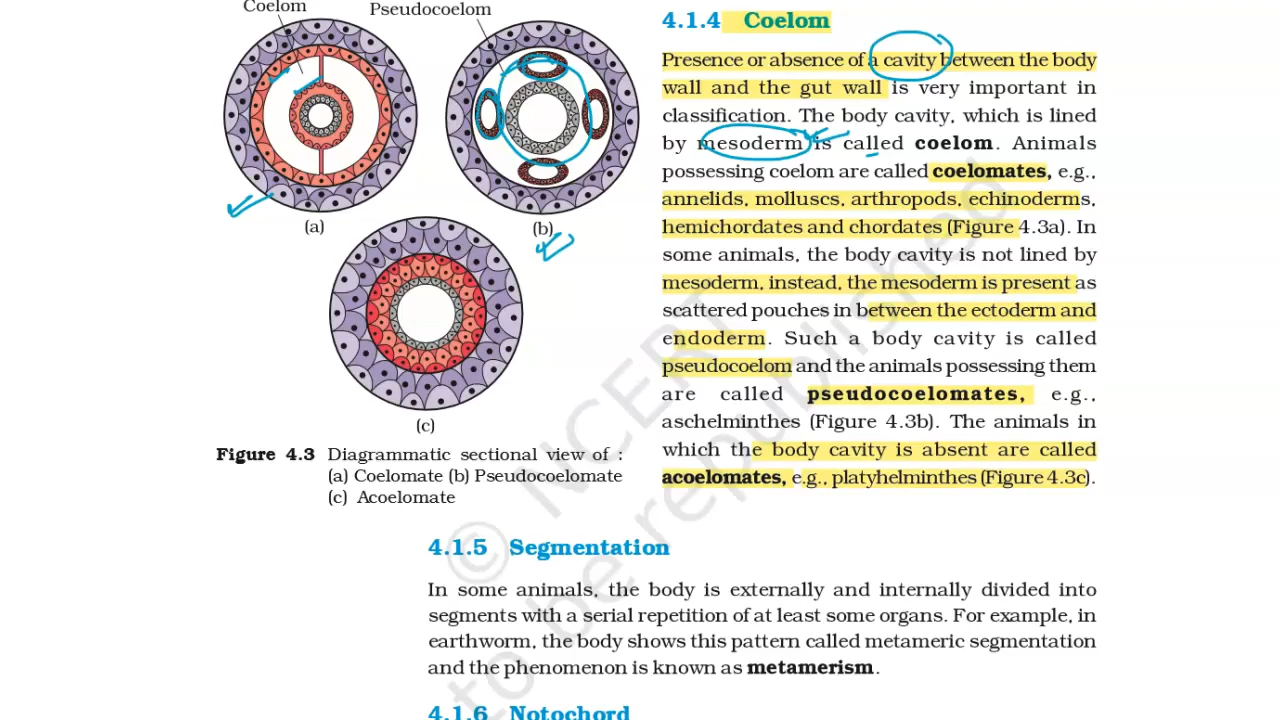 Coelom
Pseudocoelom
(a)
(b)
(c)
Figure 4.3 Diagrammatic sectional view of :
(a) Coelomate (b) Pseudocoelomate
(c) Acoelomate
4.1.4 Coelom
Presence or absence of a cavity between the body
wall and the gut wall is very important in
classification. The body cavity, which is lined
by mesoderm is called coelom. Animals
possessing coelom are called coelomates, e.g.,
annelids, molluscs, arthropods, echinoderms,
hemichordates and chordates (Figure 4.3a). In
some animals, the body cavity is not lined by
mesoderm, instead, the mesoderm is present as
scattered pouches in between the ectoderm and
endoderm. Such a body cavity is called
pseudocoelom and the animals possessing them
are called pseudocoelomates, e.g.,
aschelminthes (Figure 4.3b). The animals in
which the body cavity is absent are called
acoelomates, e.g., platyhelminthes (Figure 4.3c).
4.1.5 Segmentation
In some animals, the body is externally and internally divided into
segments with a serial repetition of at least some organs. For example, in
earthworm, the body shows this pattern called metameric segmentation
and the phenomenon is known as metamerism.
4.1.6 Notochord
© NCERT
to be republished